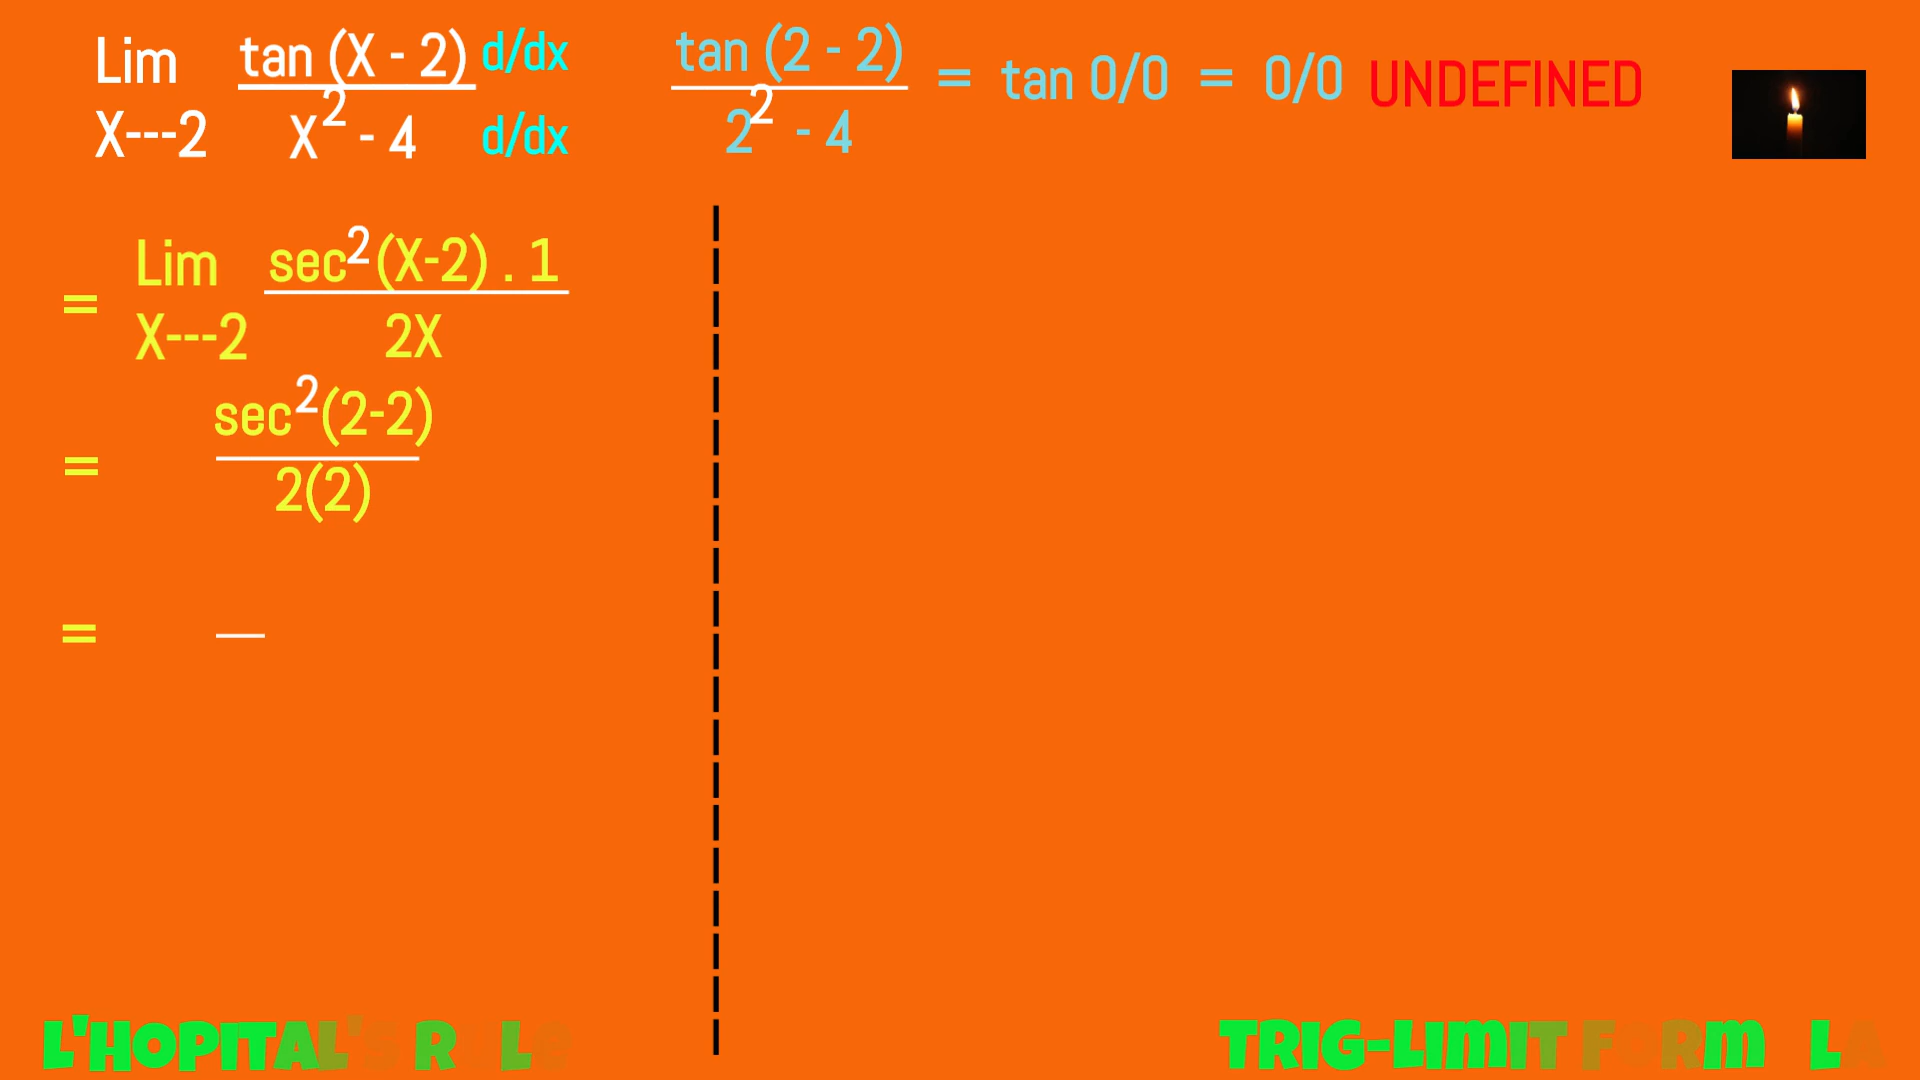 Lim tan (X - 2) d/dx
X---2 X² - 4 d/dx
tan (2 - 2) = tan 0/0 = 0/0 UNDEFINED
2² - 4
= Lim sec²(X-2) . 1
X---2 2X
= sec²(2-2)
2(2)
=
L'HOPITAL'S
TRIG-LIMIT